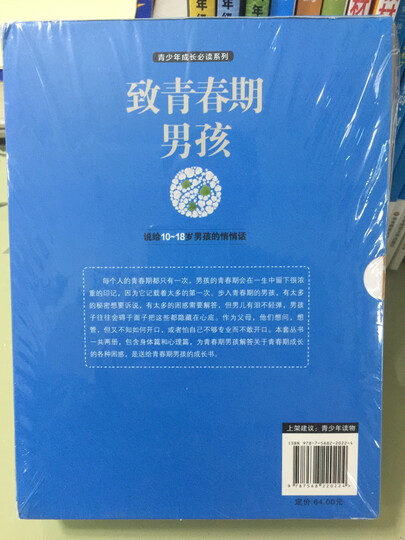 青少年成长必读系列
致青春期
男孩
说给10~18岁男孩的悄悄话
每个人的青春期都只有一次，男孩的青春期会在一生中留下很浓
重的印记，因为它载着太多的第一次。步入青春期的男孩，有太多
的秘密想要诉说，有太多的困惑需要解答，但男儿有泪不轻弹，男孩
子往往会碍于面子把这些都隐藏在心底。作为父母，他们想问，想
管，但又不知如何开口，或者怕自己不够专业而不敢开口。本套丛书
一共两册，包含身体篇和心理篇，为青春期男孩解答关于青春期成长
的各种困惑，是送给青春期男孩的成长书。
上架建议：青少年读物
ISBN 978-7-5682-2022-4
9 787568 220224
定价：64.00元